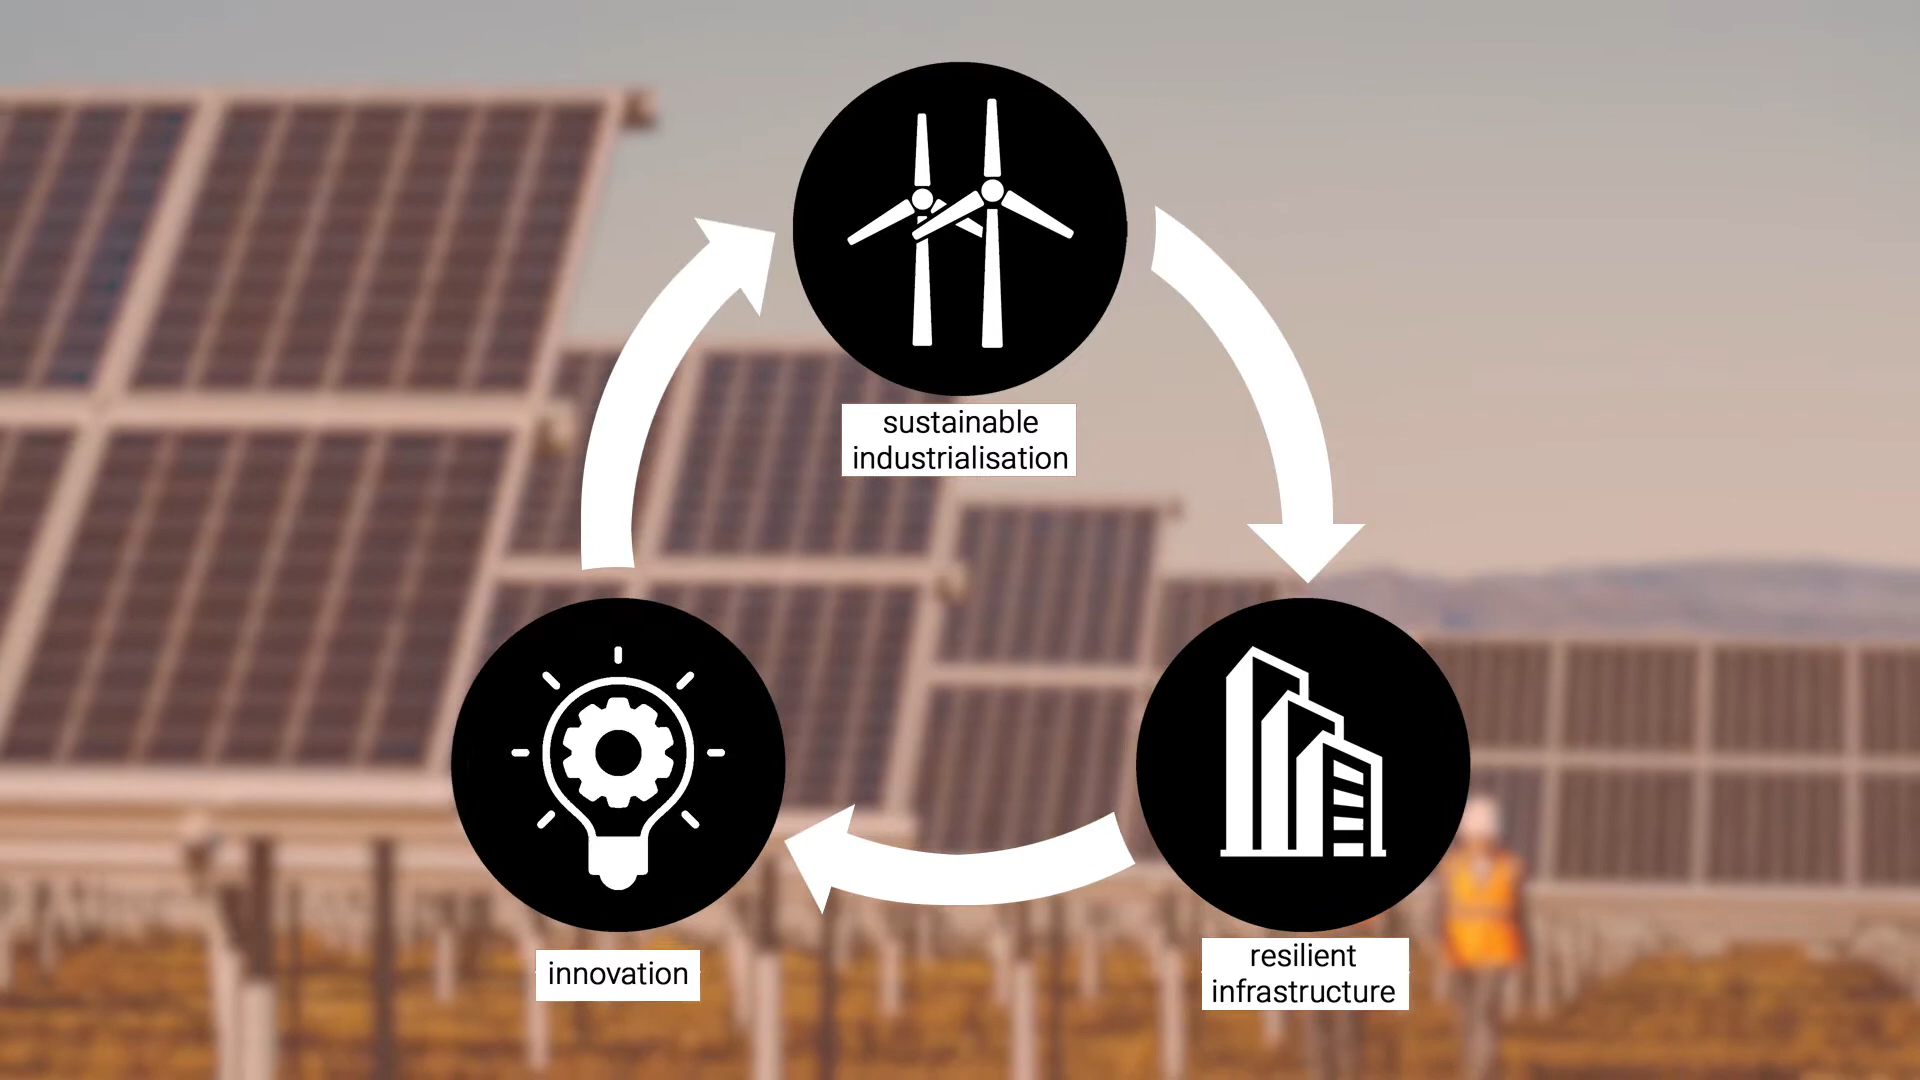 sustainable
industrialisation
innovation
resilient
infrastructure